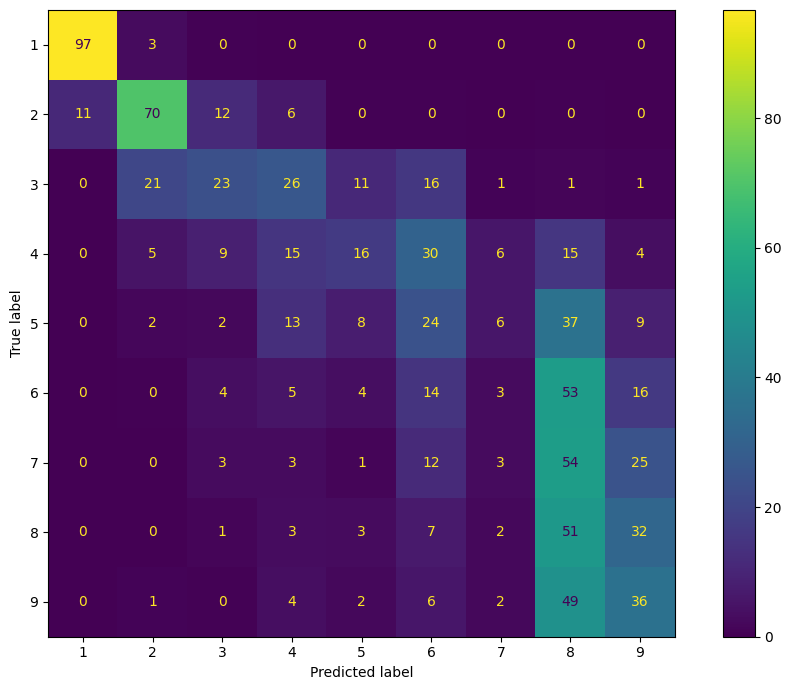 1 97 3 0 0 0 0 0 0 0
2 11 70 12 6 0 0 0 0 0
3 0 21 23 26 11 16 1 1 1
4 0 5 9 15 16 30 6 15 4
5 0 2 2 13 8 24 6 37 9
6 0 0 4 5 4 14 3 53 16
7 0 0 3 3 1 12 3 54 25
8 0 0 1 3 3 7 2 51 32
9 0 1 0 4 2 6 2 49 36
1 2 3 4 5 6 7 8 9
Predicted label
True label
80
60
40
20
0